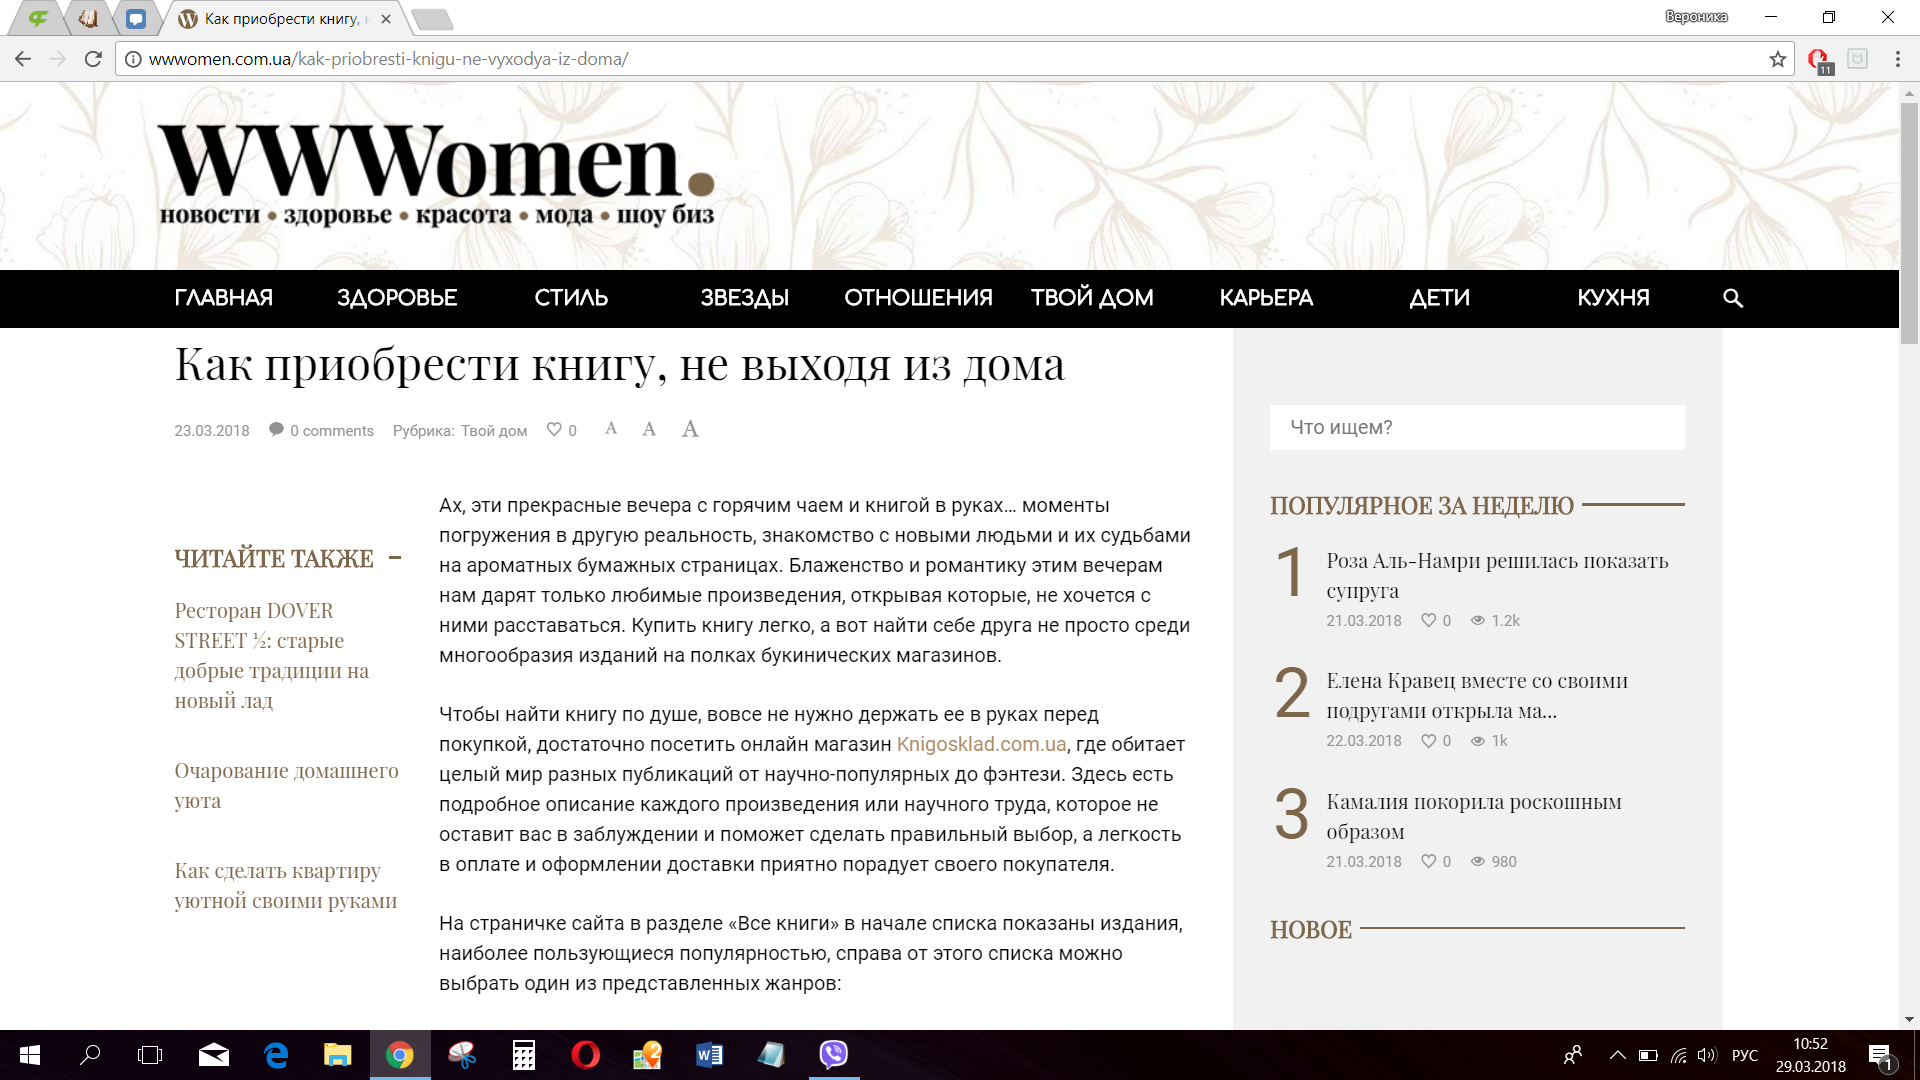 Как приобрести книгу, н
Вероника
wwwomen.com.ua/kak-priobresti-knigu-ne-vyxodya-iz-doma/
11
WWWomen.
новости • здоровье • красота • мода • шоу биз
ГЛАВНАЯ ЗДОРОВЬЕ СТИЛЬ ЗВЕЗДЫ ОТНОШЕНИЯ ТВОЙ ДОМ КАРЬЕРА ДЕТИ КУХНЯ
Как приобрести книгу, не выходя из дома
23.03.2018 0 comments Рубрика: Твой дом 0 A A A
ЧИТАЙТЕ ТАКЖЕ
Ресторан DOVER
STREET ½: старые
добрые традиции на
новый лад
Очарование домашнего
уюта
Как сделать квартиру
уютной своими руками
Ах, эти прекрасные вечера с горячим чаем и книгой в руках... моменты
погружения в другую реальность, знакомство с новыми людьми и их судьбами
на ароматных бумажных страницах. Блаженство и романтику этим вечерам
нам дарят только любимые произведения, открывая которые, не хочется с
ними расставаться. Купить книгу легко, а вот найти себе друга не просто среди
многообразия изданий на полках букинических магазинов.
Чтобы найти книгу по душе, вовсе не нужно держать ее в руках перед
покупкой, достаточно посетить онлайн магазин Knigosklad.com.ua, где обитает
целый мир разных публикаций от научно-популярных до фэнтези. Здесь есть
подробное описание каждого произведения или научного труда, которое не
оставит вас в заблуждении и поможет сделать правильный выбор, а легкость
в оплате и оформлении доставки приятно порадует своего покупателя.
На страничке сайта в разделе «Все книги» в начале списка показаны издания,
наиболее пользующиеся популярностью, справа от этого списка можно
выбрать один из представленных жанров:
Что ищем?
ПОПУЛЯРНОЕ ЗА НЕДЕЛЮ
1
Роза Аль-Намри решилась показать
супруга
21.03.2018 0 1.2k
2
Елена Кравец вместе со своими
подругами открыла ма...
22.03.2018 0 1k
3
Камалия покорила роскошным
образом
21.03.2018 0 980
НОВОЕ
РУС
10:52
29.03.2018
1